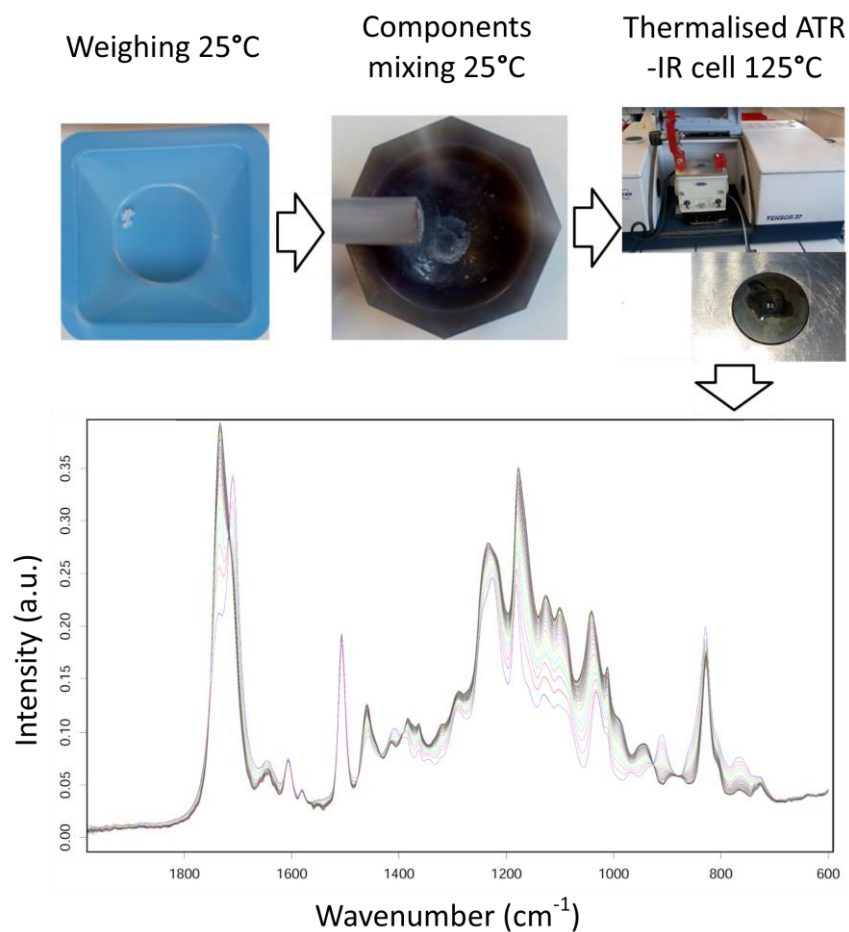 Weighing 25°C
Components
mixing 25°C
Thermalised ATR
-IR cell 125°C
TENSOR 37
Intensity (a.u.)
0.35
0.30
0.25
0.20
0.15
0.10
0.05
0.00
1800 1600 1400 1200 1000 800 600
Wavenumber (cm⁻¹)